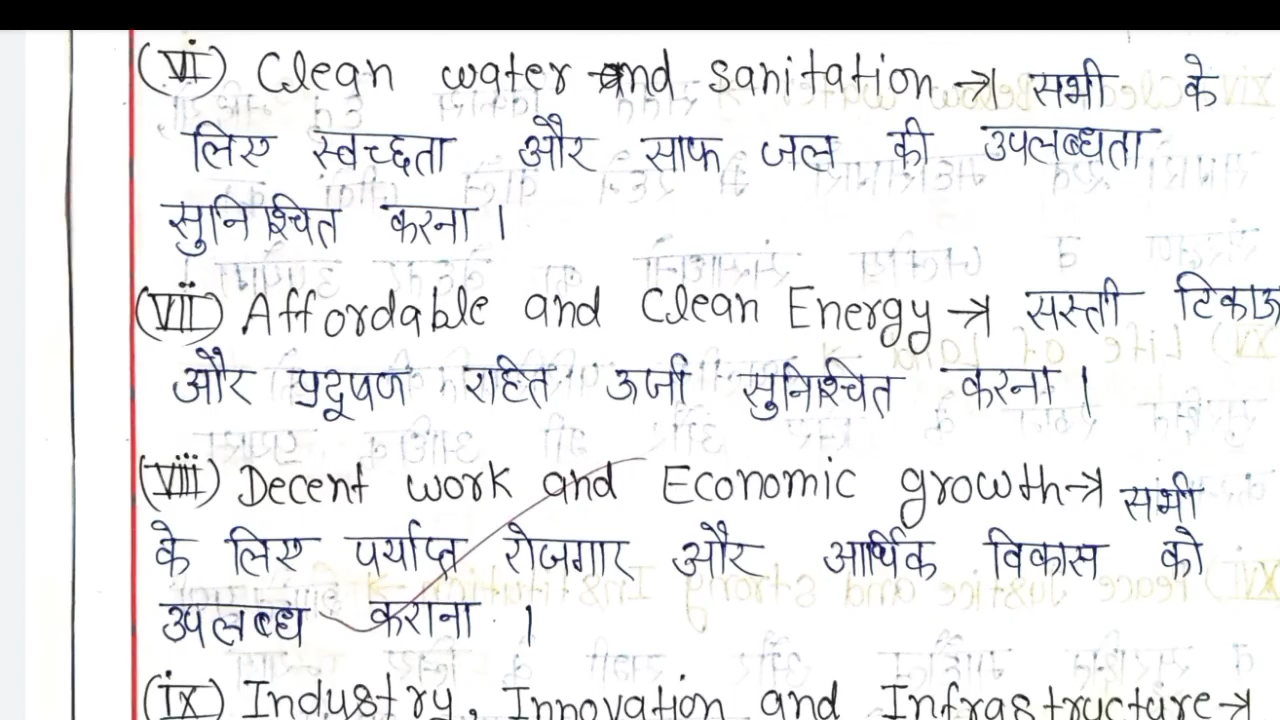 (vi) Clean water and sanitation → सभी के
लिए स्वच्छता और साफ जल की उपलब्धता
सुनिश्चित करना।
(vii) Affordable and Clean Energy → सस्ती टिकाऊ
और प्रदूषण रहित ऊर्जा सुनिश्चित करना।
(viii) Decent work and Economic growth → सभी
के लिए पर्याप्त रोजगार और आर्थिक विकास को
उपलब्ध कराना।
(ix) Industry, Innovation and Infrastructure →